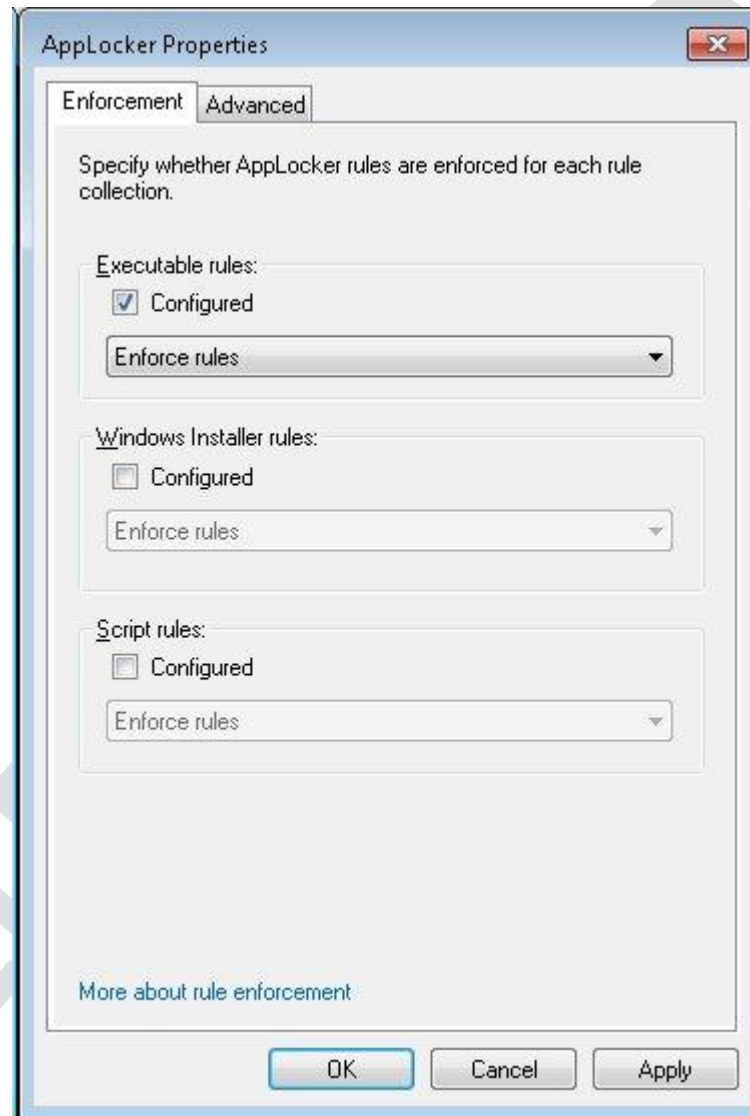 AppLocker Properties
Enforcement
Advanced
Specify whether AppLocker rules are enforced for each rule
collection.
Executable rules:
Configured
Enforce rules
Windows Installer rules:
Configured
Enforce rules
Script rules:
Configured
Enforce rules
More about rule enforcement
OK
Cancel
Apply